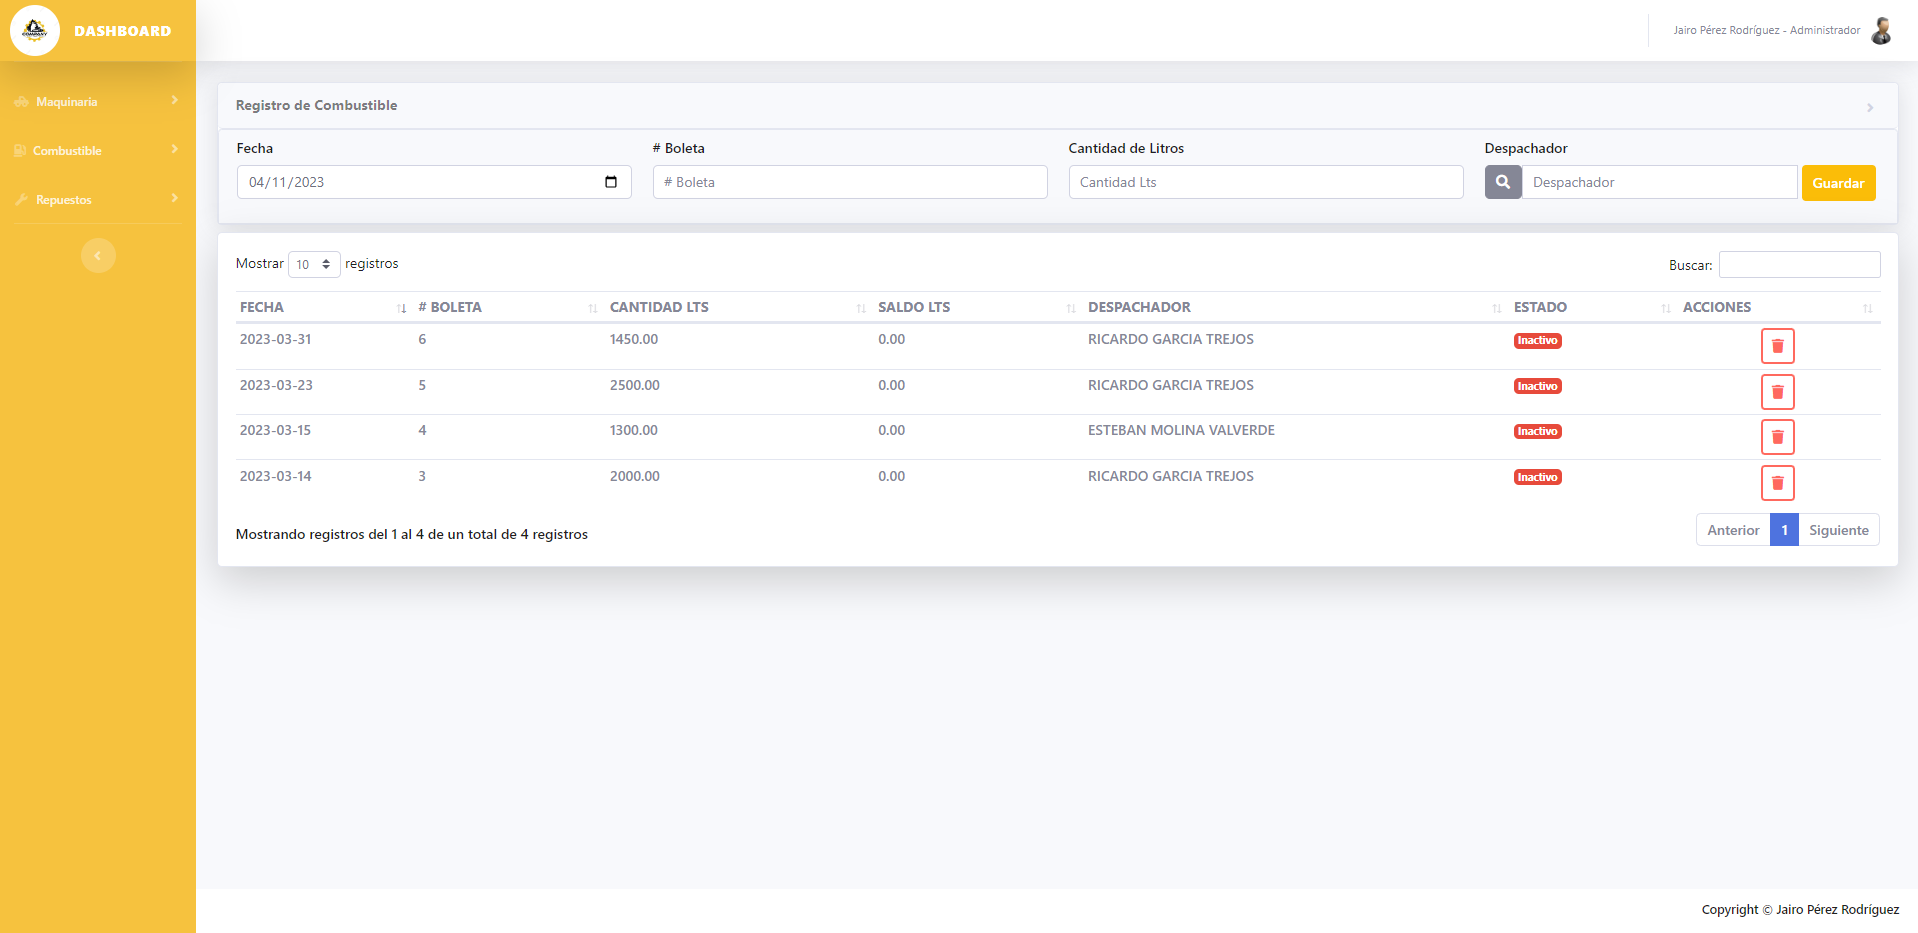 COMPANY
DASHBOARD
Jairo Pérez Rodríguez - Administrador
Maquinaria
Combustible
Repuestos
Registro de Combustible
Fecha # Boleta Cantidad de Litros Despachador
04/11/2023 # Boleta Cantidad Lts Despachador Guardar
Mostrar 10 registros Buscar:
FECHA # BOLETA CANTIDAD LTS SALDO LTS DESPACHADOR ESTADO ACCIONES
2023-03-31 6 1450.00 0.00 RICARDO GARCIA TREJOS Inactivo
2023-03-23 5 2500.00 0.00 RICARDO GARCIA TREJOS Inactivo
2023-03-15 4 1300.00 0.00 ESTEBAN MOLINA VALVERDE Inactivo
2023-03-14 3 2000.00 0.00 RICARDO GARCIA TREJOS Inactivo
Mostrando registros del 1 al 4 de un total de 4 registros Anterior 1 Siguiente
Copyright © Jairo Pérez Rodríguez